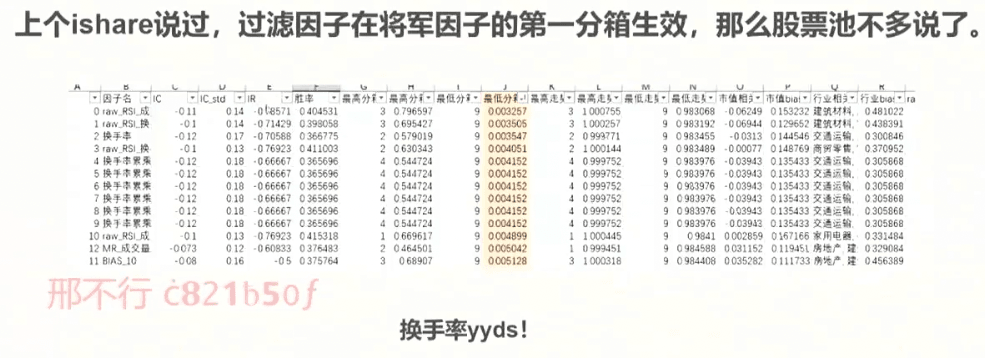 上个ishare说过，过滤因子在将军因子的第一分箱生效，那么股票池不多说了。
A B C D E F G H I J K L M N O P Q R
因子名 IC IC_std IR 胜率 最高分箱 最高分箱 最低分箱 最低分箱 最高走势 最高走势 最低走势 最低走势 市值相关 市值bias 行业相关 行业bias ra
0 raw_RSI_成 -0.11 0.14 0.404531 3 0.796597 9 0.003257 3 1.000755 9 0.983068 -0.06249 0.153232 建筑材料, 0.481022
1 raw_RSI_换 -0.1 0.14 -0.71429 0.398058 3 0.695427 9 0.003505 3 1.000257 9 0.983192 -0.06944 0.129652 建筑材料, 0.438391
2 换手率 -0.12 0.17 -0.70588 0.366775 2 0.579019 9 0.003547 2 0.999771 9 0.983455 -0.0313 0.144546 交通运输, 0.300846
3 raw_RSI_换 -0.1 0.13 -0.76923 0.411003 2 0.630343 9 0.004051 2 1.000144 9 0.983489 -0.00077 0.148769 商贸零售, 0.370952
4 换手率累乘 -0.12 0.18 -0.66667 0.365696 4 0.544724 9 0.004152 4 0.999752 9 0.983976 -0.03943 0.135433 交通运输, 0.305868
5 换手率累乘 -0.12 0.18 -0.66667 0.365696 4 0.544724 9 0.004152 4 0.999752 9 0.983976 -0.03943 0.135433 交通运输, 0.305868
6 换手率累乘 -0.12 0.18 -0.66667 0.365696 4 0.544724 9 0.004152 4 0.999752 9 0.983976 -0.03943 0.135433 交通运输, 0.305868
7 换手率累乘 -0.12 0.18 -0.66667 0.365696 4 0.544724 9 0.004152 4 0.999752 9 0.983976 -0.03943 0.135433 交通运输, 0.305868
8 换手率累乘 -0.12 0.18 -0.66667 0.365696 4 0.544724 9 0.004152 4 0.999752 9 0.983976 -0.03943 0.135433 交通运输, 0.305868
9 换手率累乘 -0.12 0.18 -0.66667 0.365696 4 0.544724 9 0.004152 4 0.999752 9 0.983976 -0.03943 0.135433 交通运输, 0.305868
10 raw_RSI_成 -0.1 0.13 -0.76923 0.415318 1 0.669617 9 0.004899 1 1.000445 9 0.9841 0.002859 0.167166 家用电器, 0.331484
12 MR_成交量 -0.073 0.12 -0.60833 0.376483 2 0.464501 9 0.005042 1 0.999451 9 0.984588 0.031152 0.119451 房地产, 建 0.329084
11 BIAS_10 -0.08 0.16 -0.5 0.375764 3 0.68907 9 0.005128 3 1.000318 9 0.984408 0.035282 0.111733 房地产, 建 0.456389
邢不行 c821b50f
换手率yyds！